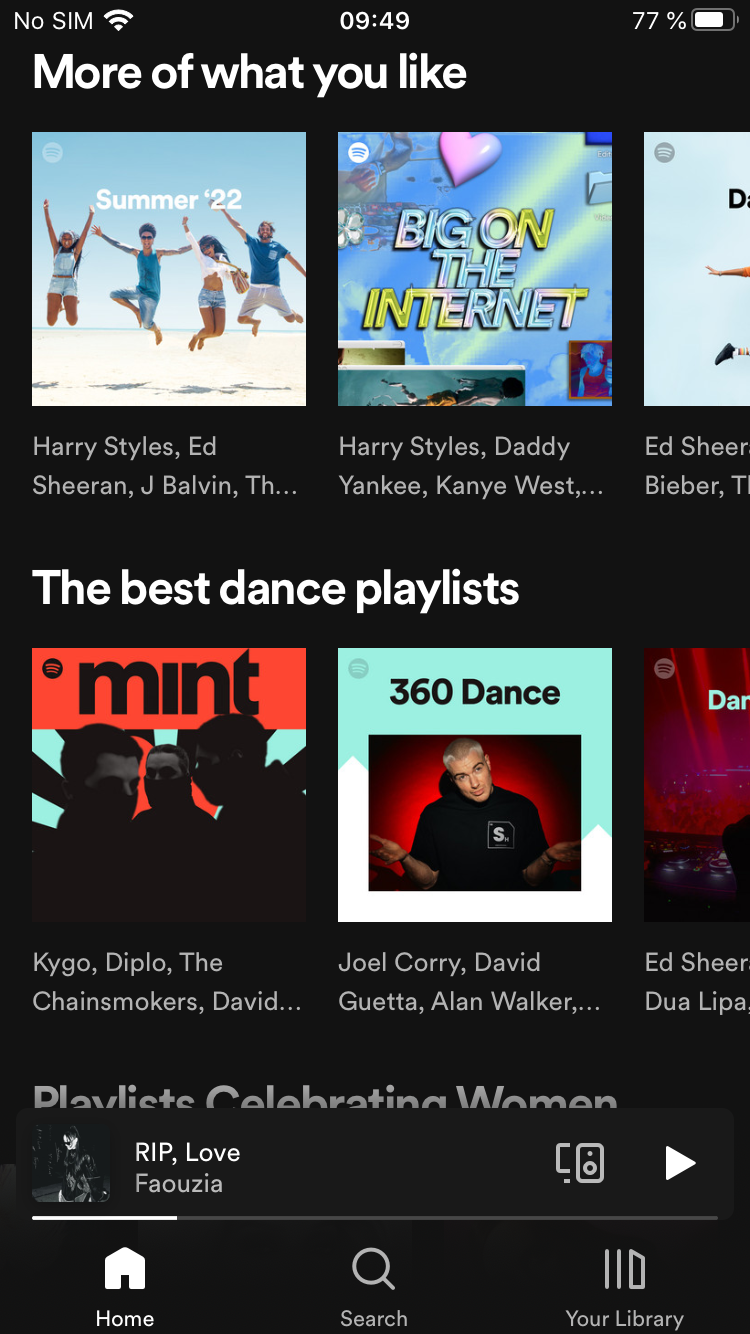 No SIM 09:49 77 %
More of what you like
Summer ‘22
BIG ON
THE
INTERNET
Harry Styles, Ed
Sheeran, J Balvin, Th...
Harry Styles, Daddy
Yankee, Kanye West,...
Ed Sheer
Bieber, Tl
The best dance playlists
mint
360 Dance
SH
Dar
Kygo, Diplo, The
Chainsmokers, David...
Joel Corry, David
Guetta, Alan Walker,...
Ed Sheer
Dua Lipa,
Playlists Celebrating Women
RIP, Love
Faouzia
Home
Search
Your Library